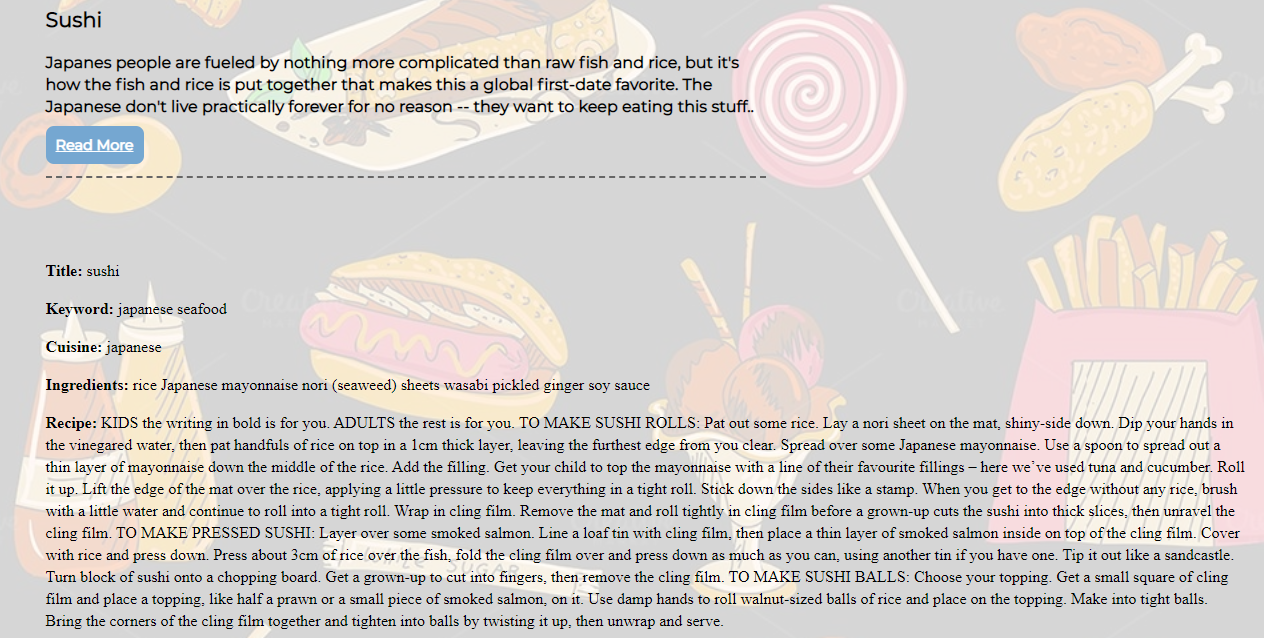 Sushi
Japanes people are fueled by nothing more complicated than raw fish and rice, but it's
how the fish and rice is put together that makes this a global first-date favorite. The
Japanese don't live practically forever for no reason -- they want to keep eating this stuff..
Read More
Title: sushi
Keyword: japanese seafood
Cuisine: japanese
Ingredients: rice Japanese mayonnaise nori (seaweed) sheets wasabi pickled ginger soy sauce
Recipe: KIDS the writing in bold is for you. ADULTS the rest is for you. TO MAKE SUSHI ROLLS: Pat out some rice. Lay a nori sheet on the mat, shiny-side down. Dip your hands in
the vinegared water, then pat handfuls of rice on top in a 1cm thick layer, leaving the furthest edge from you clear. Spread over some Japanese mayonnaise. Use a spoon to spread out a
thin layer of mayonnaise down the middle of the rice. Add the filling. Get your child to top the mayonnaise with a line of their favourite fillings – here we've used tuna and cucumber. Roll
it up. Lift the edge of the mat over the rice, applying a little pressure to keep everything in a tight roll. Stick down the sides like a stamp. When you get to the edge without any rice, brush
with a little water and continue to roll into a tight roll. Wrap in cling film. Remove the mat and roll tightly in cling film before a grown-up cuts the sushi into thick slices, then unravel the
cling film. TO MAKE PRESSED SUSHI: Layer over some smoked salmon. Line a loaf tin with cling film, then place a thin layer of smoked salmon inside on top of the cling film. Cover
with rice and press down. Press about 3cm of rice over the fish, fold the cling film over and press down as much as you can, using another tin if you have one. Tip it out like a sandcastle.
Turn block of sushi onto a chopping board. Get a grown-up to cut into fingers, then remove the cling film. TO MAKE SUSHI BALLS: Choose your topping. Get a small square of cling
film and place a topping, like half a prawn or a small piece of smoked salmon, on it. Use damp hands to roll walnut-sized balls of rice and place on the topping. Make into tight balls.
Bring the corners of the cling film together and tighten into balls by twisting it up, then unwrap and serve.